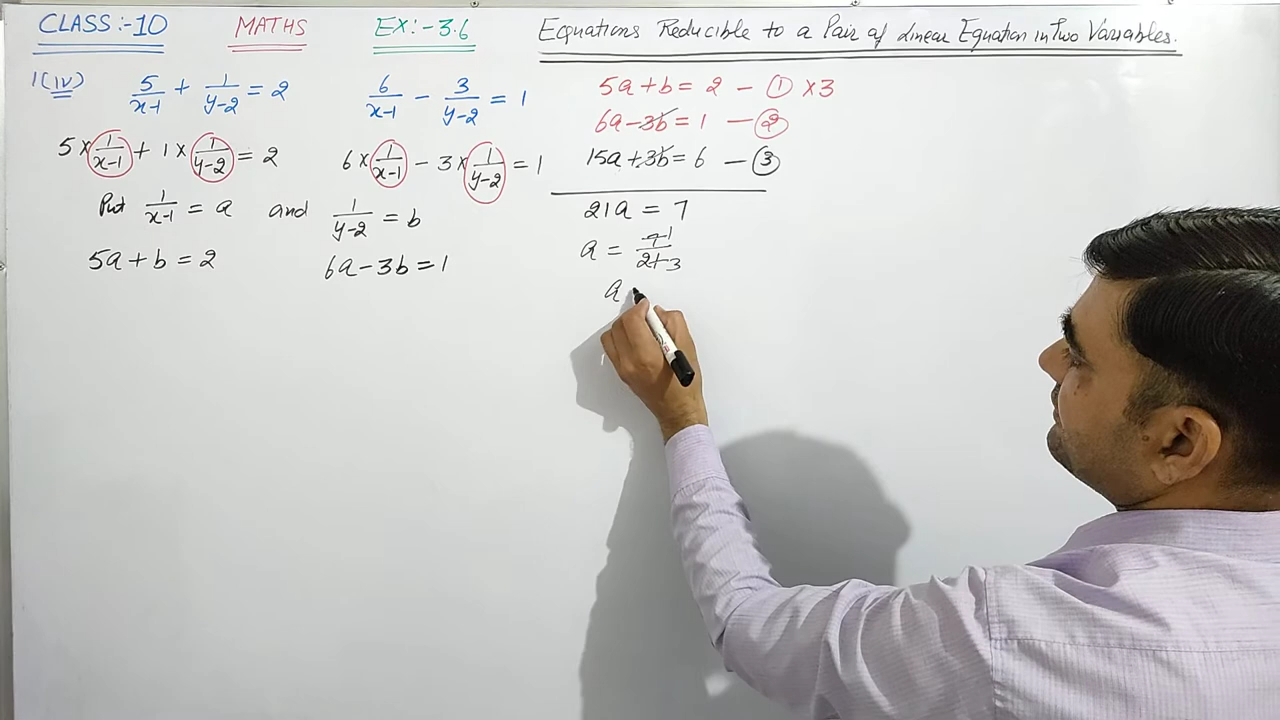 CLASS:-10 MATHS EX:-3.6 Equations Reducible to a Pair of Linear Equation in Two Variables.
1(iv) 5/x-1 + 1/y-2 = 2 6/x-1 - 3/y-2 = 1
5 × 1/x-1 + 1 × 1/y-2 = 2 6 × 1/x-1 - 3 × 1/y-2 = 1
Put 1/x-1 = a and 1/y-2 = b
5a + b = 2 6a - 3b = 1
5a + b = 2 - ① × 3
6a - 3b = 1 - ②
15a + 3b = 6 - ③
21a = 7
a = 7 1/21 3
a